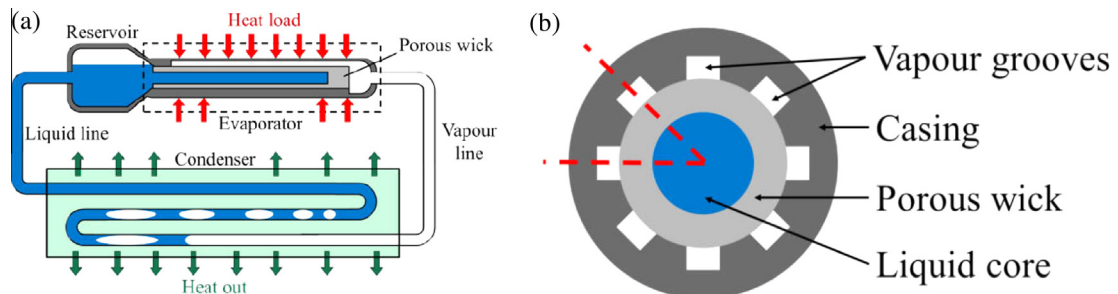 (a)
Heat load
Reservoir
Porous wick
Liquid line
Evaporator
Vapour
line
Condenser
Heat out
(b)
Vapour grooves
Casing
Porous wick
Liquid core